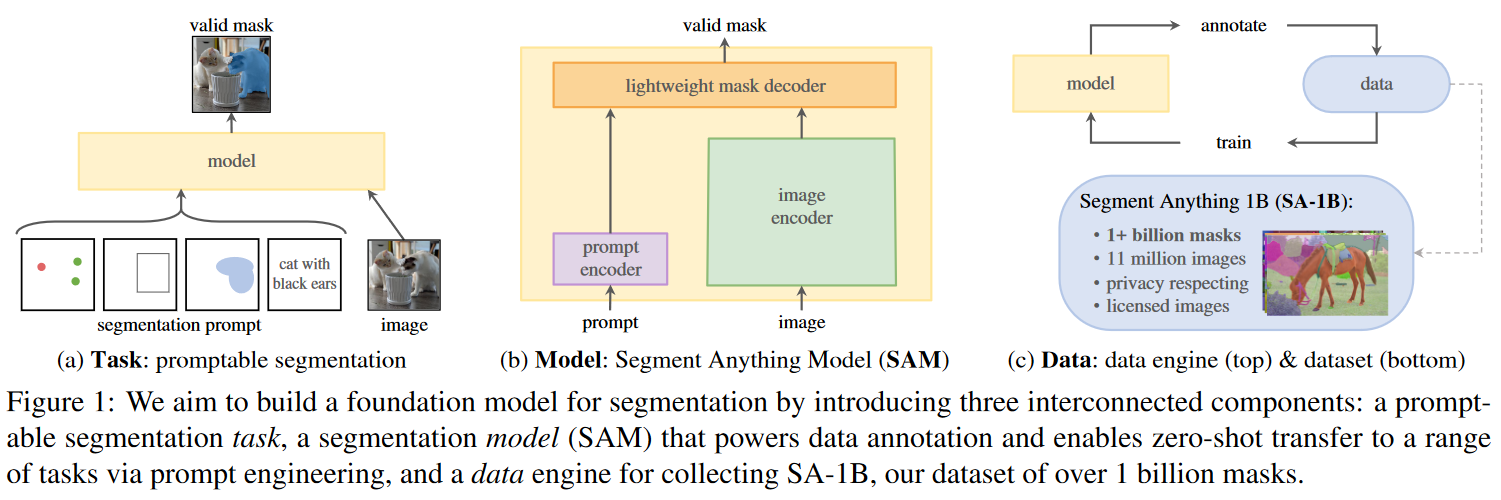 valid mask
model
cat with
black ears
segmentation prompt
image
(a) Task: promptable segmentation
valid mask
lightweight mask decoder
image
encoder
prompt
encoder
prompt
image
(b) Model: Segment Anything Model (SAM)
annotate
model
data
train
Segment Anything 1B (SA-1B):
• 1+ billion masks
• 11 million images
• privacy respecting
• licensed images
(c) Data: data engine (top) & dataset (bottom)
Figure 1: We aim to build a foundation model for segmentation by introducing three interconnected components: a prompt-
able segmentation task, a segmentation model (SAM) that powers data annotation and enables zero-shot transfer to a range
of tasks via prompt engineering, and a data engine for collecting SA-1B, our dataset of over 1 billion masks.